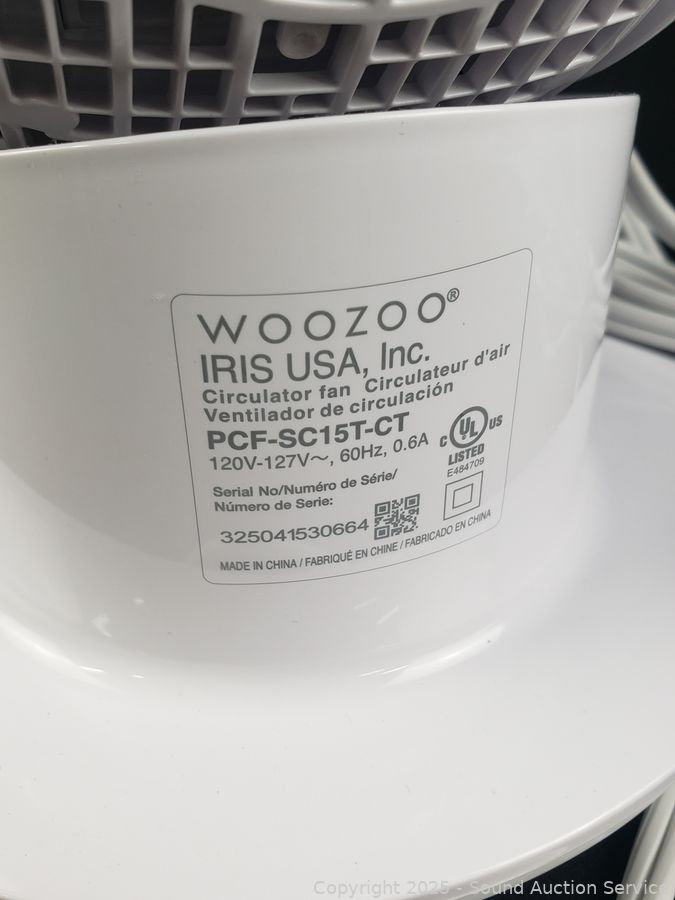 WOOZOO®
IRIS USA, Inc.
Circulator fan Circulateur d'air
Ventilador de circulación
PCF-SC15T-CT
120V-127V～, 60Hz, 0.6A
C UL US
LISTED
E484709
Serial No/Numéro de Série/
Número de Serie:
325041530664
MADE IN CHINA / FABRIQUÉ EN CHINE / FABRICADO EN CHINA
Copyright 2025 - Sound Auction Service